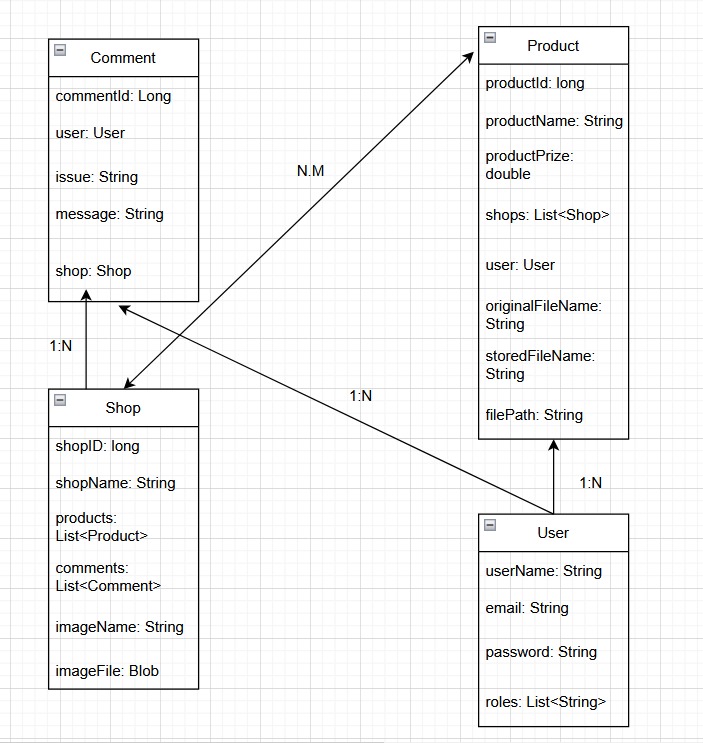 Comment
commentId: Long
user: User
issue: String
message: String
shop: Shop
Product
productId: long
productName: String
productPrize:
double
shops: List<Shop>
user: User
originalFileName:
String
storedFileName:
String
filePath: String
N.M
1:N
1:N
1:N
Shop
shopID: long
shopName: String
products:
List<Product>
comments:
List<Comment>
imageName: String
imageFile: Blob
User
userName: String
email: String
password: String
roles: List<String>